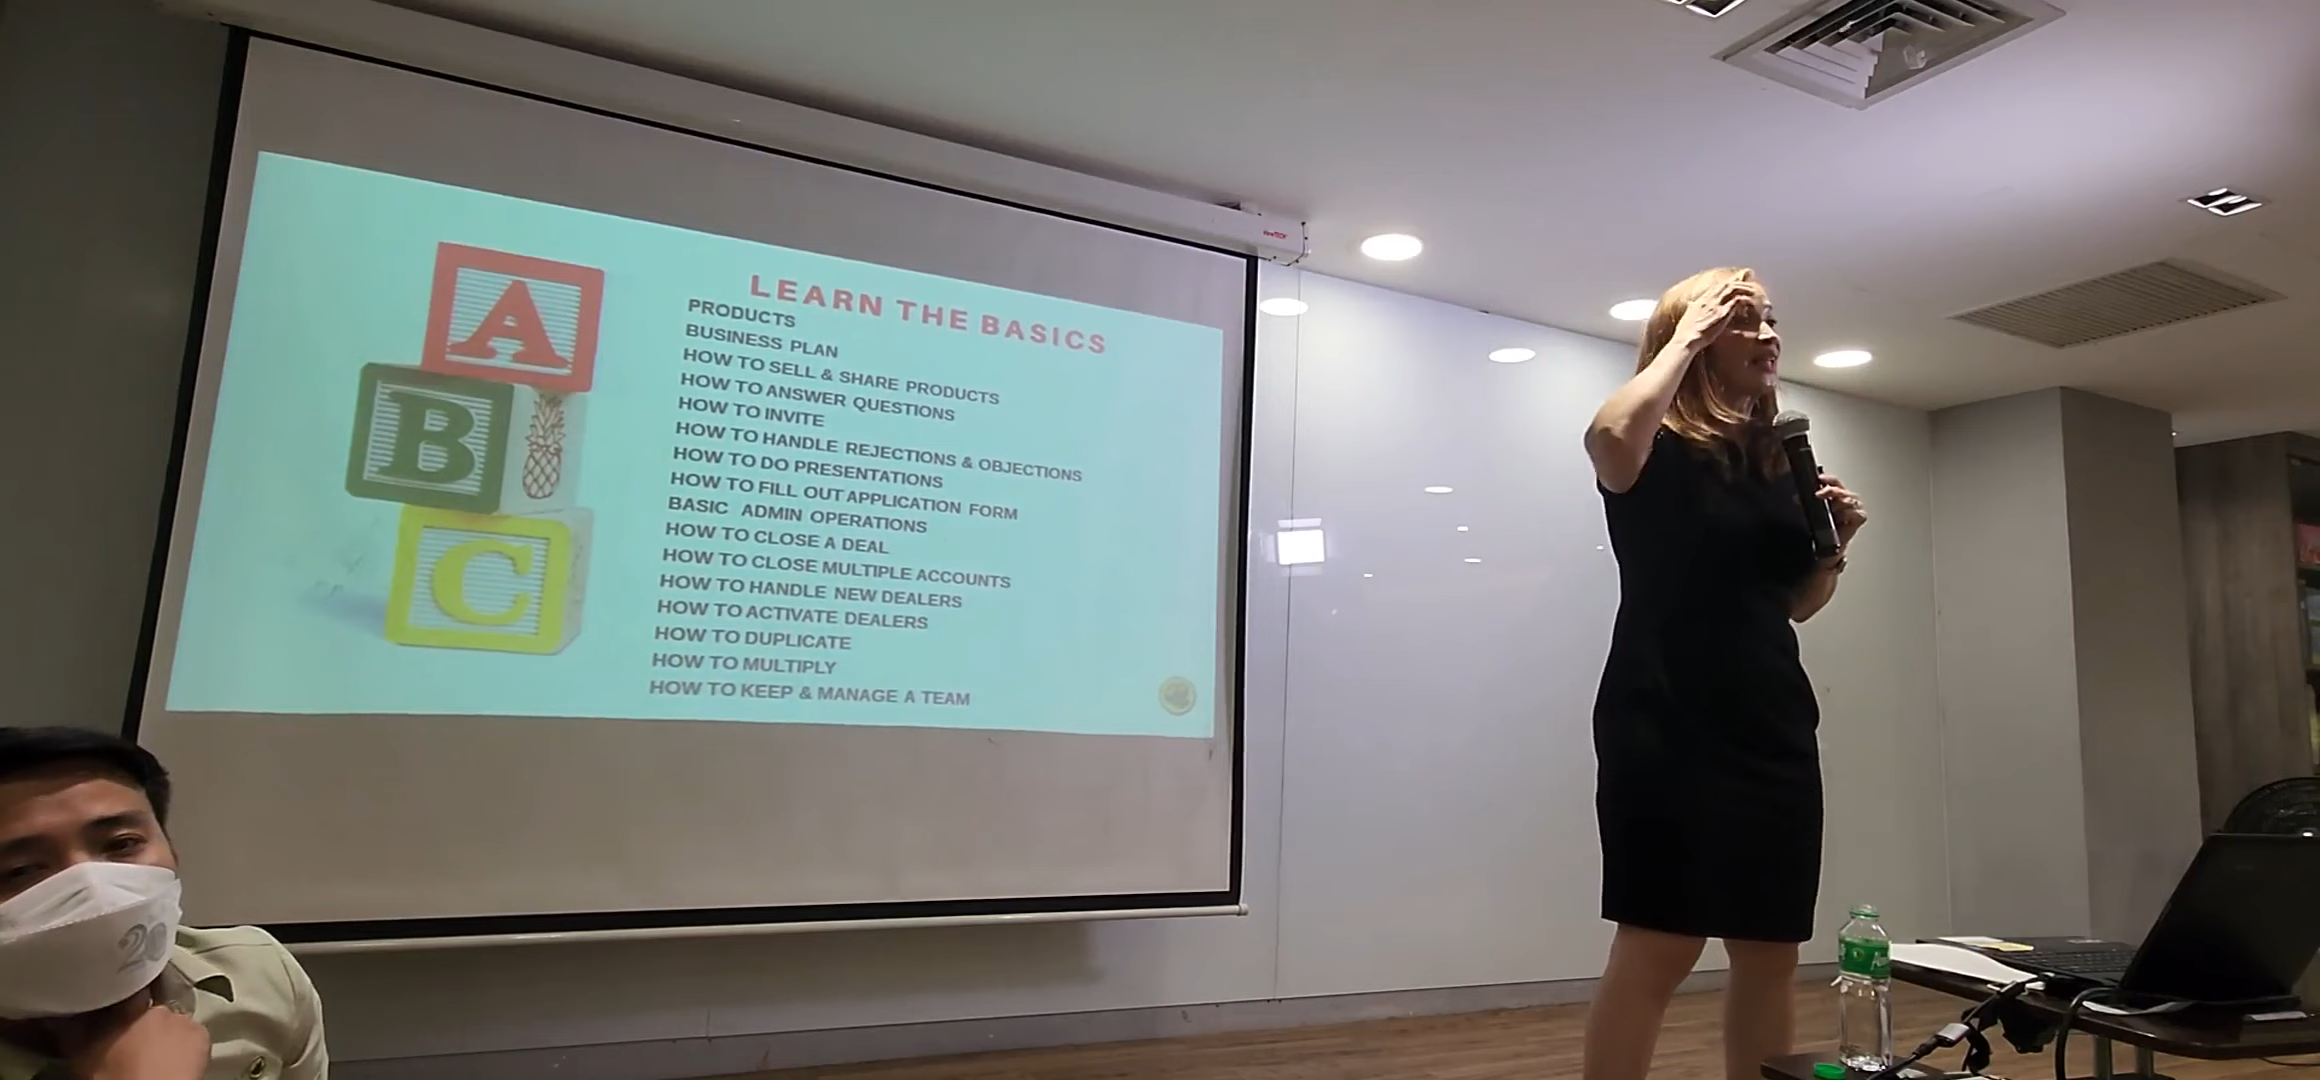 LEARN THE BASICS
PRODUCTS
BUSINESS PLAN
HOW TO SELL & SHARE PRODUCTS
HOW TO ANSWER QUESTIONS
HOW TO INVITE
HOW TO HANDLE REJECTIONS & OBJECTIONS
HOW TO DO PRESENTATIONS
HOW TO FILL OUT APPLICATION FORM
BASIC ADMIN OPERATIONS
HOW TO CLOSE A DEAL
HOW TO CLOSE MULTIPLE ACCOUNTS
HOW TO HANDLE NEW DEALERS
HOW TO ACTIVATE DEALERS
HOW TO DUPLICATE
HOW TO MULTIPLY
HOW TO KEEP & MANAGE A TEAM
A
B
C
20